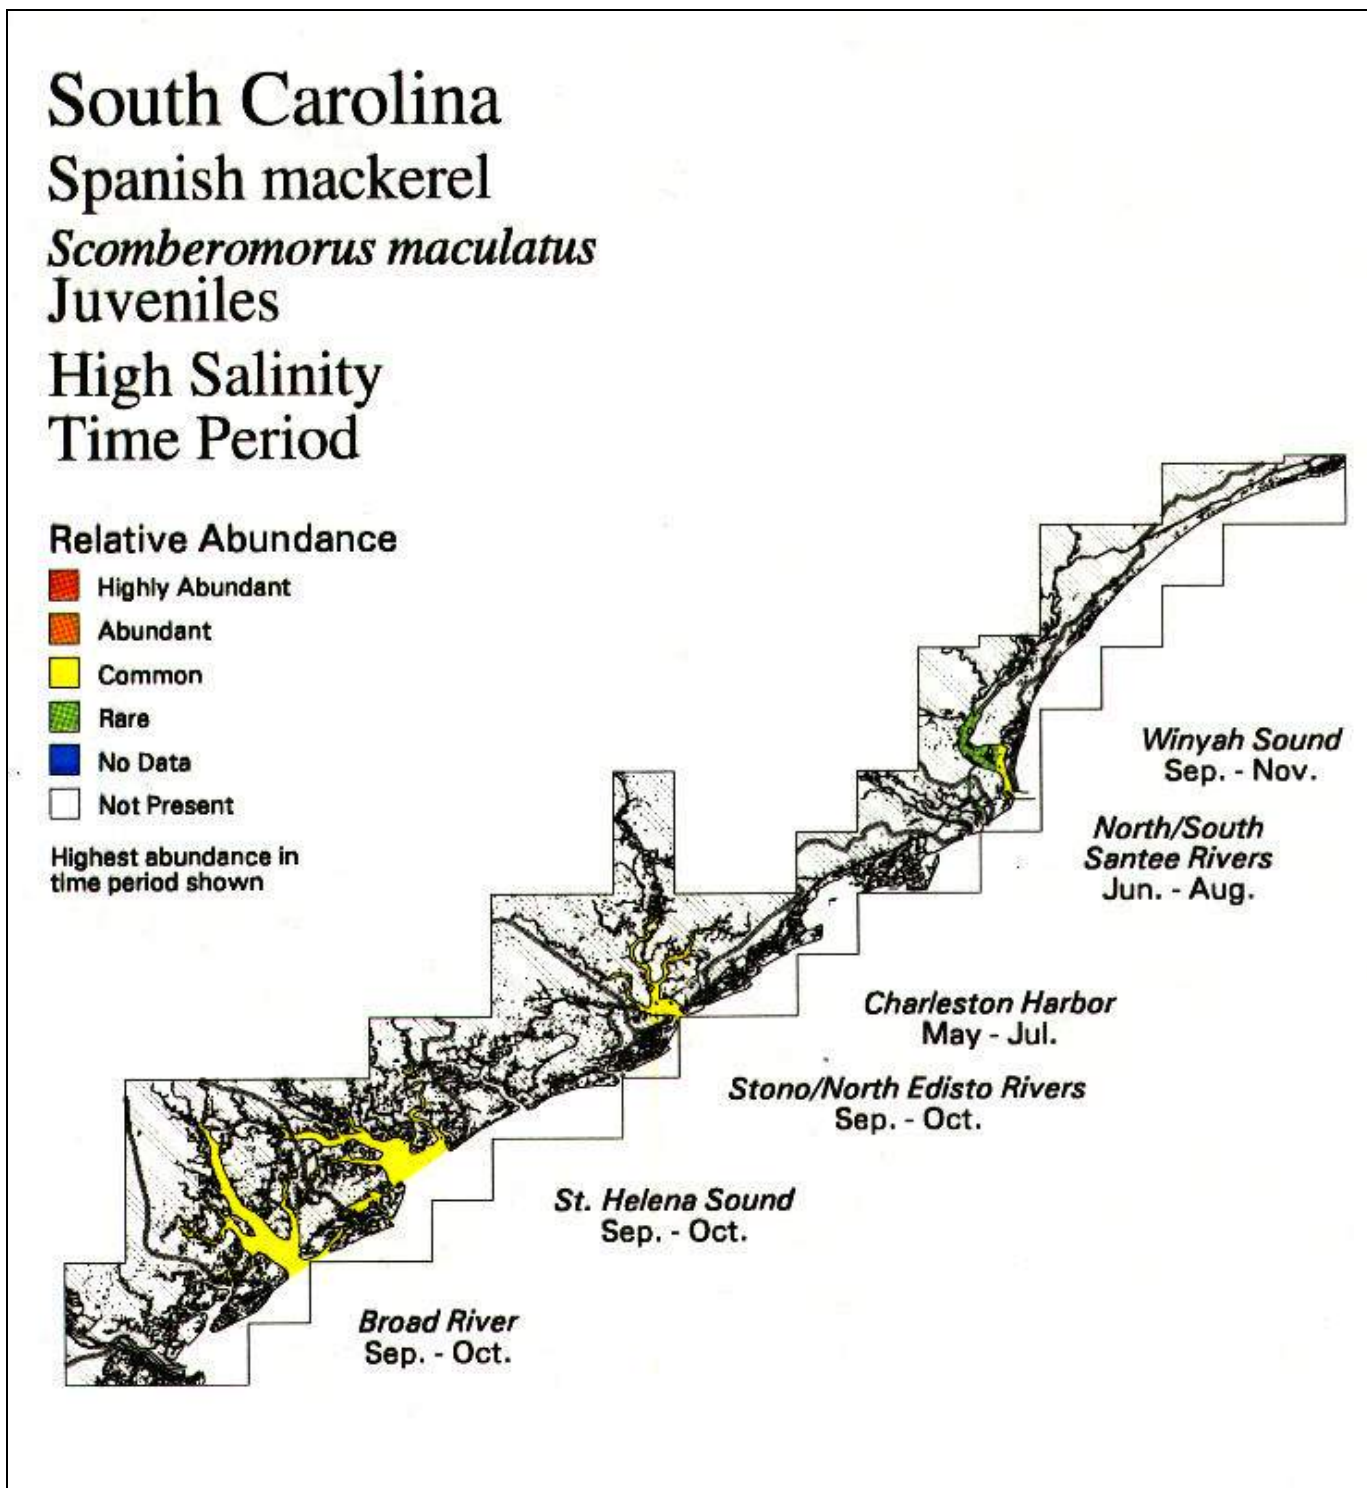 South Carolina
Spanish mackerel
Scomberomorus maculatus
Juveniles
High Salinity
Time Period
Relative Abundance
Highly Abundant
Abundant
Common
Rare
No Data
Not Present
Highest abundance in
time period shown
Winyah Sound
Sep. - Nov.
North/South
Santee Rivers
Jun. - Aug.
Charleston Harbor
May - Jul.
Stono/North Edisto Rivers
Sep. - Oct.
St. Helena Sound
Sep. - Oct.
Broad River
Sep. - Oct.